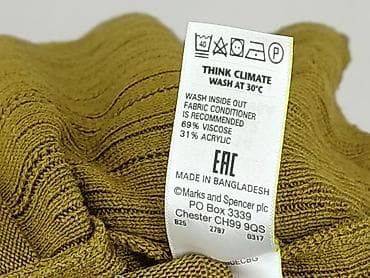 40 P
THINK CLIMATE
WASH AT 30°C
WASH INSIDE OUT
FABRIC CONDITIONER
IS RECOMMENDED
69% VISCOSE
31% ACRYLIC
EAC
MADE IN BANGLADESH
©Marks and Spencer plc
PO Box 3339
Chester CH99 9QS
B25 2787 0317